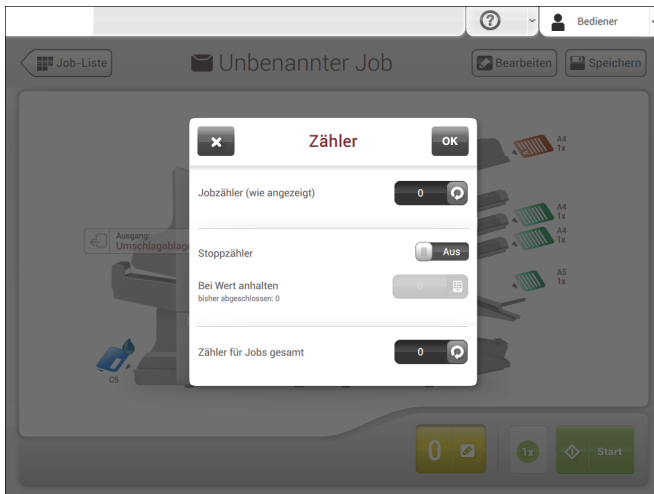 Bediener
Job-Liste
Unbenannter Job
Bearbeiten
Speichern
Zähler
OK
Jobzähler (wie angezeigt)
0
Stoppzähler
Aus
Bei Wert anhalten
bisher abgeschlossen: 0
0
Zähler für Jobs gesamt
0
Ausgang:
Umschlagablage
A4
1x
A4
1x
A4
1x
A5
1x
C5
0
1x
Start